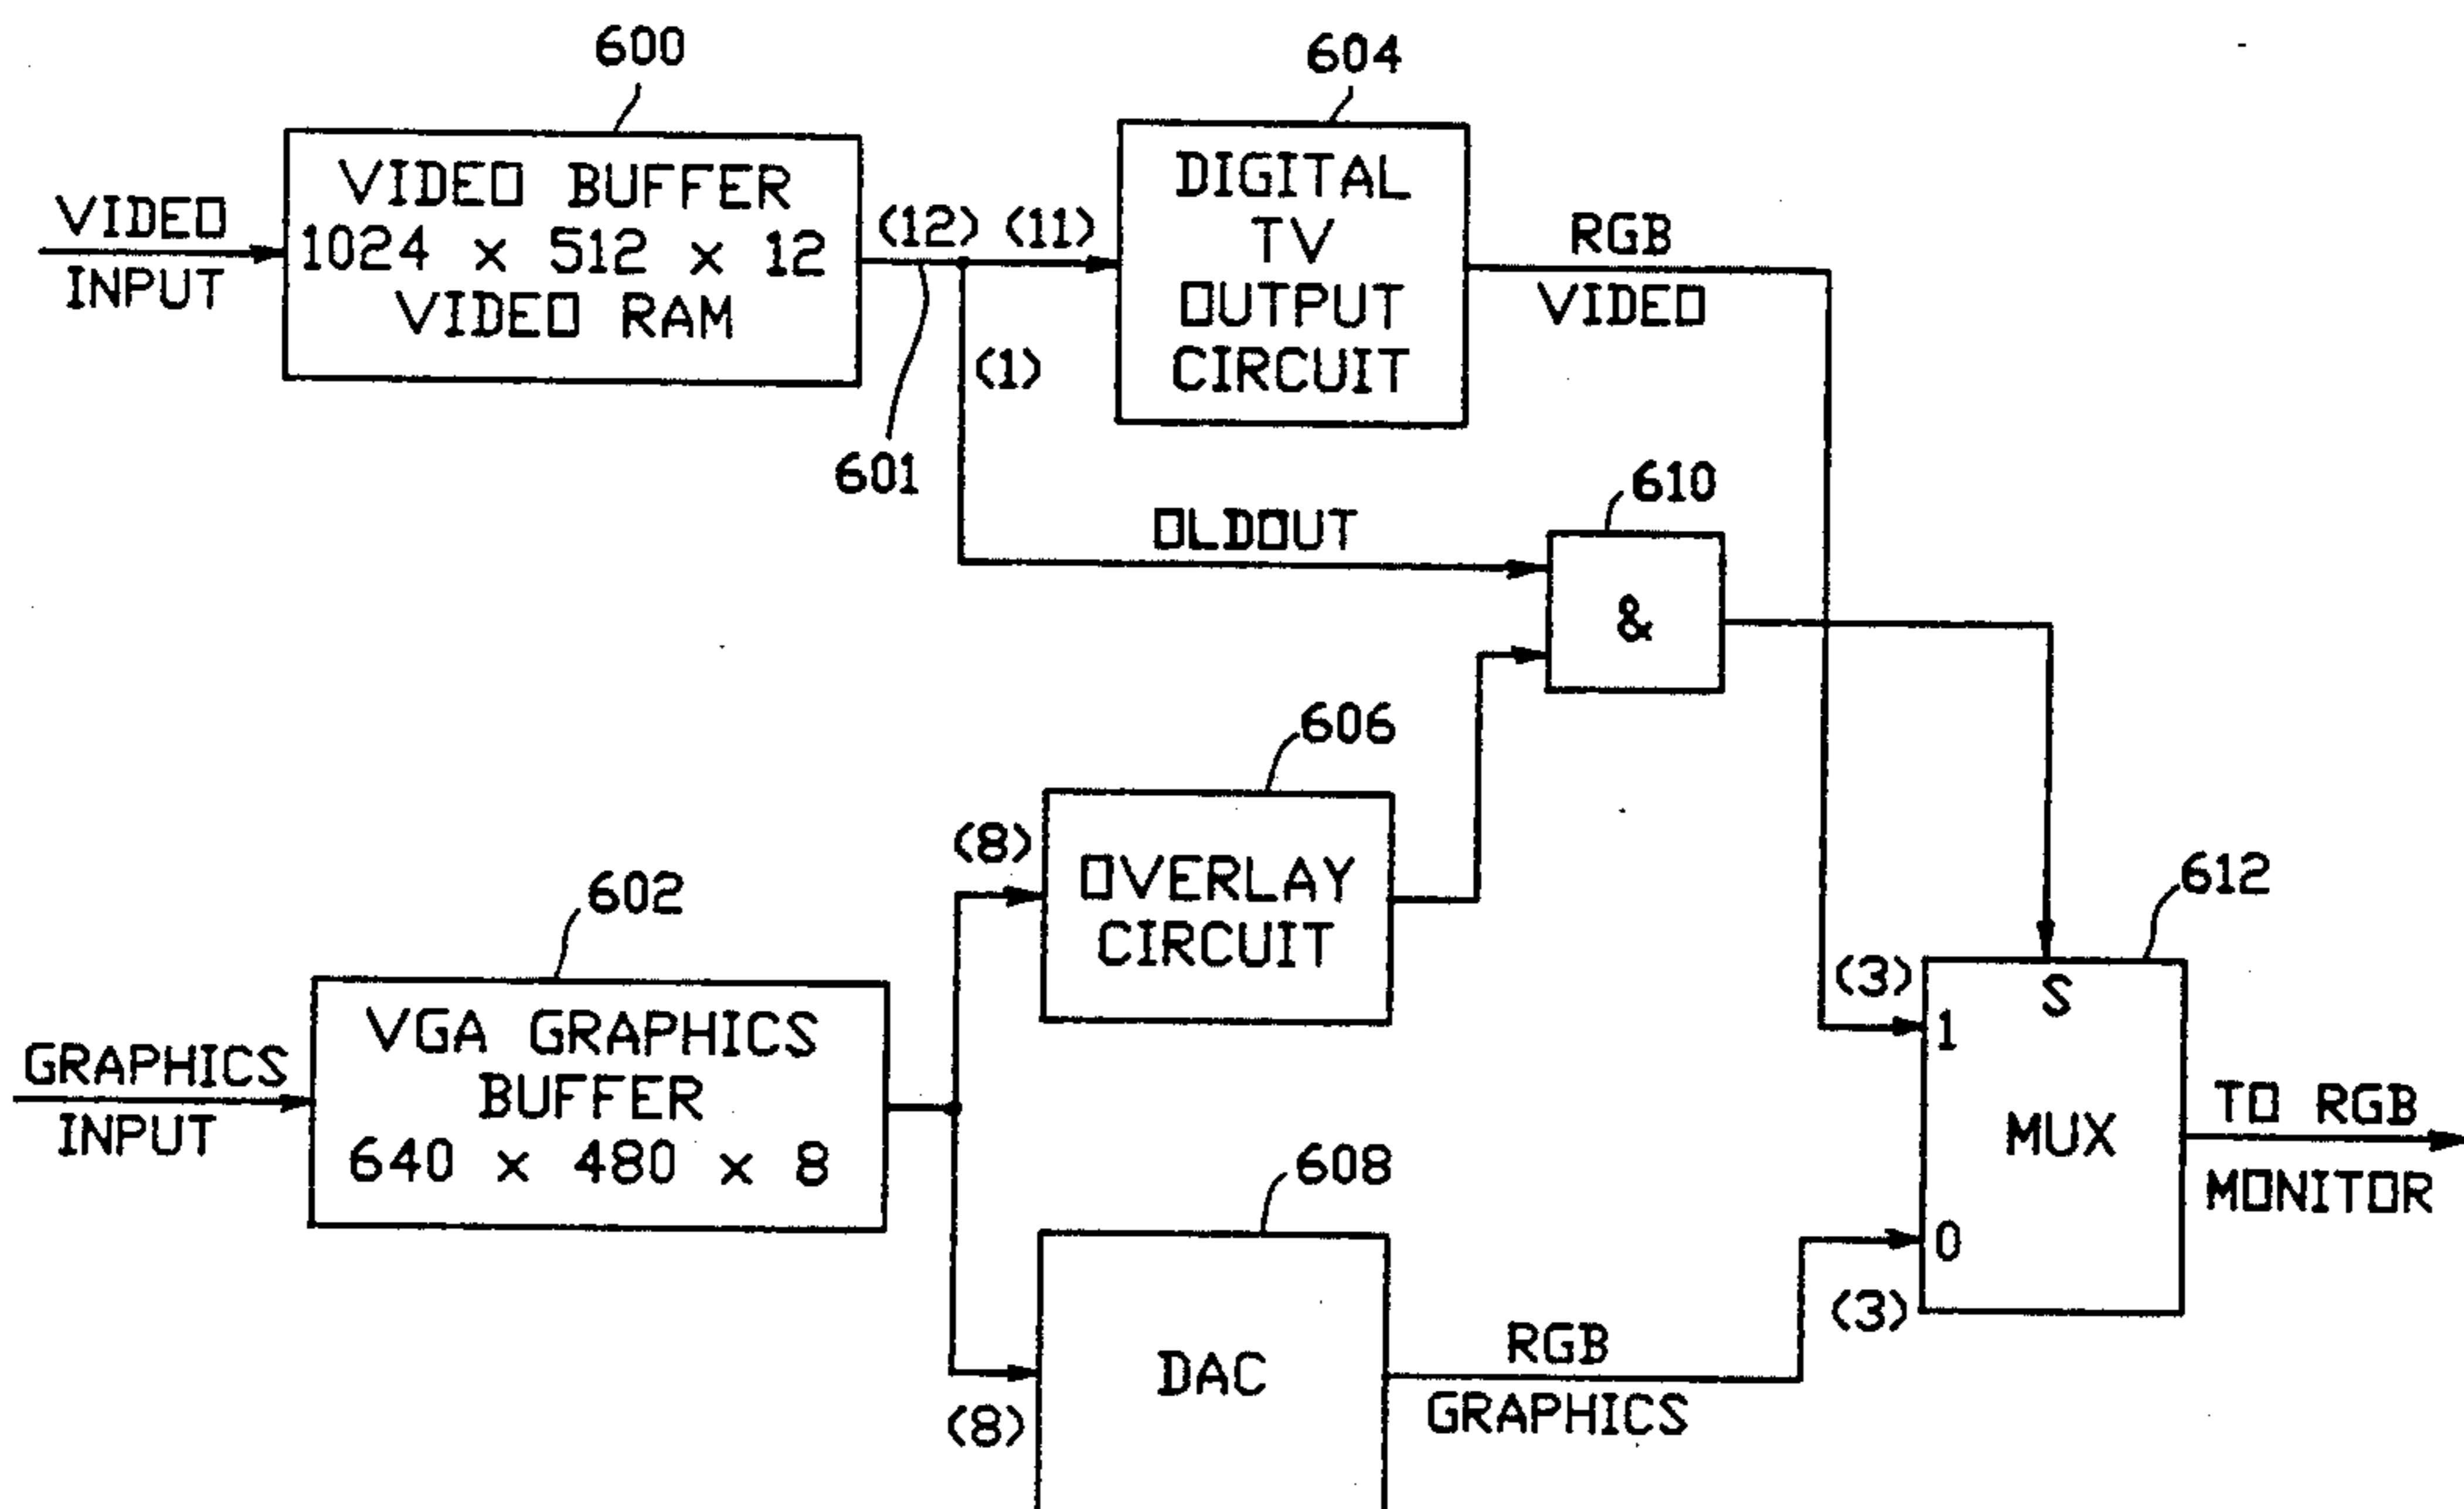 600
VIDEO BUFFER
1024 x 512 x 12
VIDEO RAM
VIDEO
INPUT
(12) (11)
(1)
601
604
DIGITAL
TV
OUTPUT
CIRCUIT
RGB
VIDEO
OLDOUT
610
&
606
(8)
OVERLAY
CIRCUIT
602
VGA GRAPHICS
BUFFER
640 x 480 x 8
GRAPHICS
INPUT
608
DAC
(8)
RGB
GRAPHICS
612
(3)
S
1
MUX
0
(3)
TO RGB
MONITOR